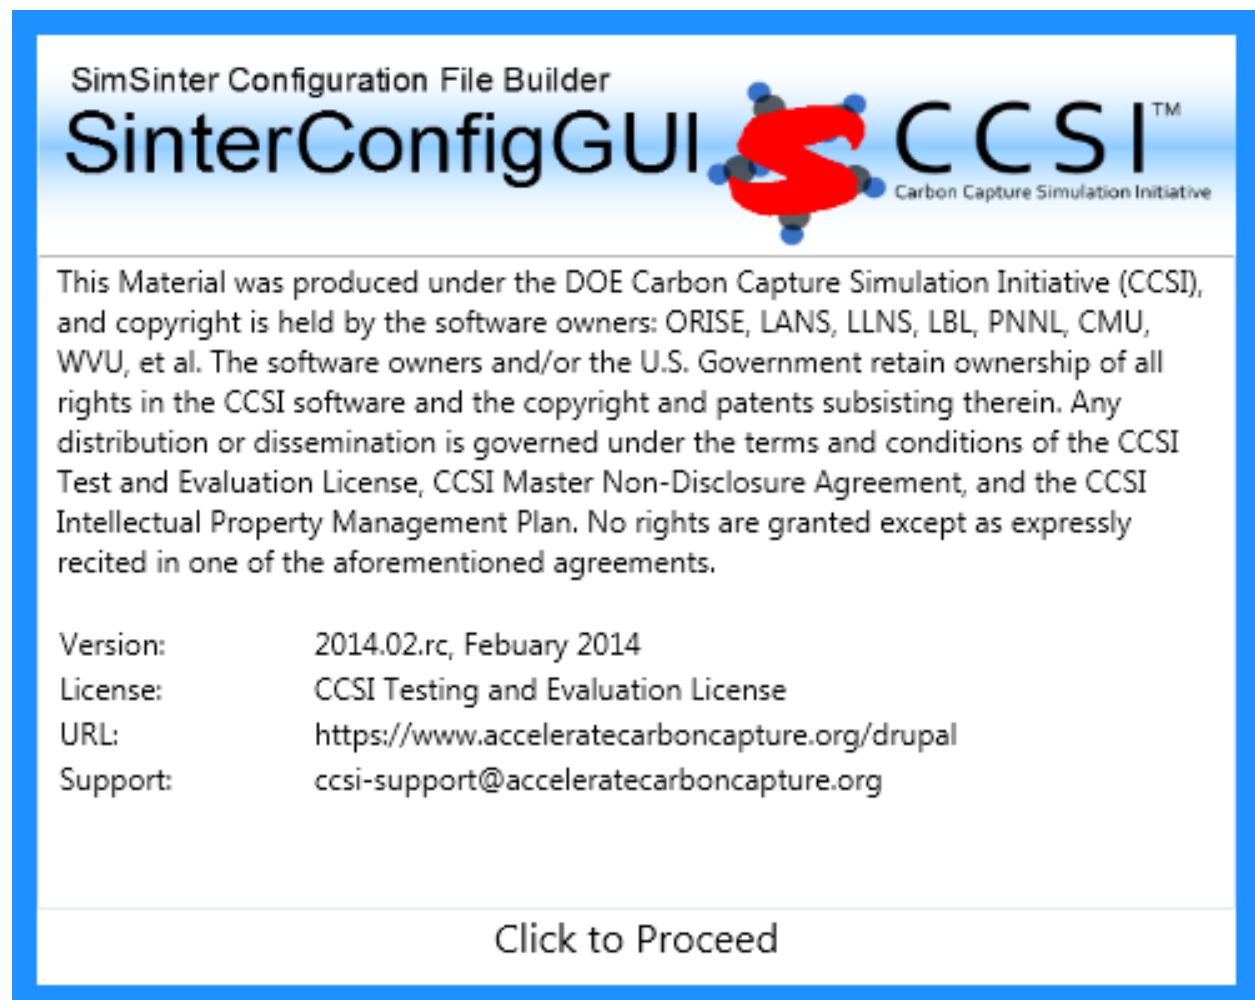 SimSinter Configuration File Builder
SinterConfigGUI
CCSI™
Carbon Capture Simulation Initiative
This Material was produced under the DOE Carbon Capture Simulation Initiative (CCSI),
and copyright is held by the software owners: ORISE, LANS, LLNS, LBL, PNNL, CMU,
WVU, et al. The software owners and/or the U.S. Government retain ownership of all
rights in the CCSI software and the copyright and patents subsisting therein. Any
distribution or dissemination is governed under the terms and conditions of the CCSI
Test and Evaluation License, CCSI Master Non-Disclosure Agreement, and the CCSI
Intellectual Property Management Plan. No rights are granted except as expressly
recited in one of the aforementioned agreements.
Version: 2014.02.rc, Febuary 2014
License: CCSI Testing and Evaluation License
URL: https://www.acceleratecarboncapture.org/drupal
Support: ccsi-support@acceleratecarboncapture.org
Click to Proceed